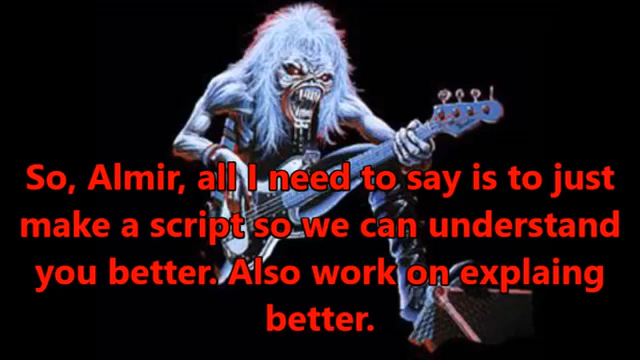 So, Almir, all I need to say is to just
make a script so we can understand
you better. Also work on explaing
better.